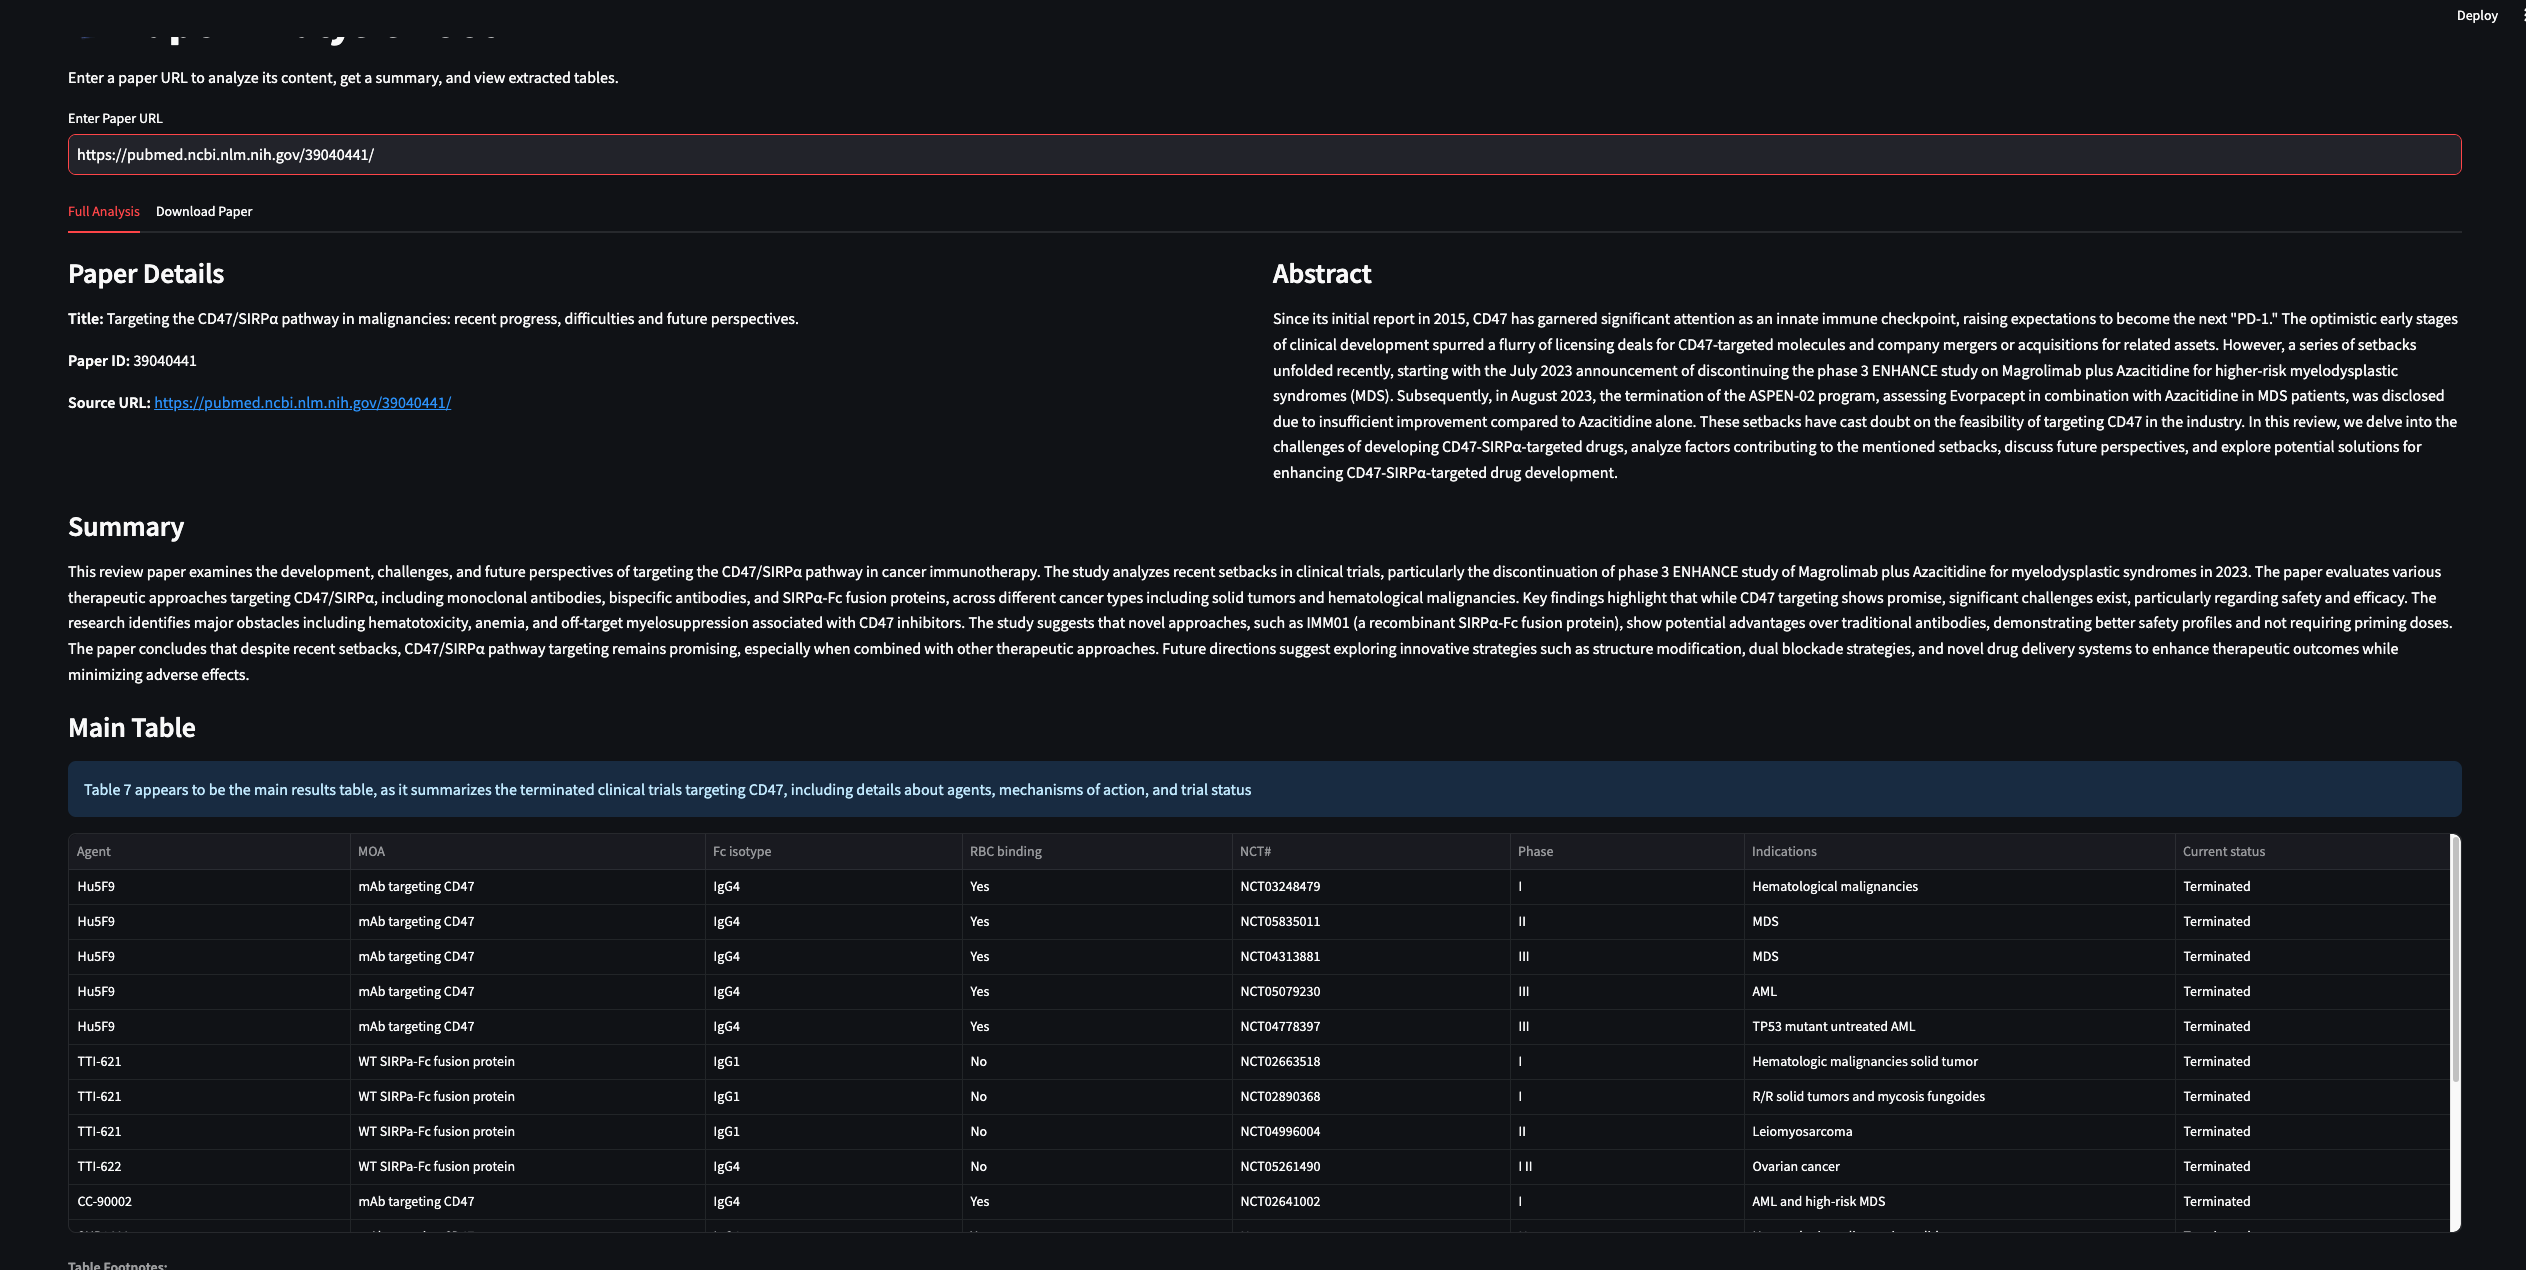 Deploy
Enter a paper URL to analyze its content, get a summary, and view extracted tables.
Enter Paper URL
https://pubmed.ncbi.nlm.nih.gov/39040441/
Full Analysis Download Paper
Paper Details
Title: Targeting the CD47/SIRPα pathway in malignancies: recent progress, difficulties and future perspectives.
Paper ID: 39040441
Source URL: https://pubmed.ncbi.nlm.nih.gov/39040441/
Abstract
Since its initial report in 2015, CD47 has garnered significant attention as an innate immune checkpoint, raising expectations to become the next "PD-1." The optimistic early stages
of clinical development spurred a flurry of licensing deals for CD47-targeted molecules and company mergers or acquisitions for related assets. However, a series of setbacks
unfolded recently, starting with the July 2023 announcement of discontinuing the phase 3 ENHANCE study on Magrolimab plus Azacitidine for higher-risk myelodysplastic
syndromes (MDS). Subsequently, in August 2023, the termination of the ASPEN-02 program, assessing Evorpacept in combination with Azacitidine in MDS patients, was disclosed
due to insufficient improvement compared to Azacitidine alone. These setbacks have cast doubt on the feasibility of targeting CD47 in the industry. In this review, we delve into the
challenges of developing CD47-SIRPα-targeted drugs, analyze factors contributing to the mentioned setbacks, discuss future perspectives, and explore potential solutions for
enhancing CD47-SIRPα-targeted drug development.
Summary
This review paper examines the development, challenges, and future perspectives of targeting the CD47/SIRPα pathway in cancer immunotherapy. The study analyzes recent setbacks in clinical trials, particularly the discontinuation of phase 3 ENHANCE study of Magrolimab plus Azacitidine for myelodysplastic syndromes in 2023. The paper evaluates various
therapeutic approaches targeting CD47/SIRPα, including monoclonal antibodies, bispecific antibodies, and SIRPα-Fc fusion proteins, across different cancer types including solid tumors and hematological malignancies. Key findings highlight that while CD47 targeting shows promise, significant challenges exist, particularly regarding safety and efficacy. The
research identifies major obstacles including hematotoxicity, anemia, and off-target myelosuppression associated with CD47 inhibitors. The study suggests that novel approaches, such as IMM01 (a recombinant SIRPα-Fc fusion protein), show potential advantages over traditional antibodies, demonstrating better safety profiles and not requiring priming doses.
The paper concludes that despite recent setbacks, CD47/SIRPα pathway targeting remains promising, especially when combined with other therapeutic approaches. Future directions suggest exploring innovative strategies such as structure modification, dual blockade strategies, and novel drug delivery systems to enhance therapeutic outcomes while
minimizing adverse effects.
Main Table
Table 7 appears to be the main results table, as it summarizes the terminated clinical trials targeting CD47, including details about agents, mechanisms of action, and trial status
Agent MOA Fc isotype RBC binding NCT# Phase Indications Current status
Hu5F9 mAb targeting CD47 IgG4 Yes NCT03248479 I Hematological malignancies Terminated
Hu5F9 mAb targeting CD47 IgG4 Yes NCT05835011 II MDS Terminated
Hu5F9 mAb targeting CD47 IgG4 Yes NCT04313881 III MDS Terminated
Hu5F9 mAb targeting CD47 IgG4 Yes NCT05079230 III AML Terminated
Hu5F9 mAb targeting CD47 IgG4 Yes NCT04778397 III TP53 mutant untreated AML Terminated
TTI-621 WT SIRPa-Fc fusion protein IgG1 No NCT02663518 I Hematologic malignancies solid tumor Terminated
TTI-621 WT SIRPa-Fc fusion protein IgG1 No NCT02890368 I R/R solid tumors and mycosis fungoides Terminated
TTI-621 WT SIRPa-Fc fusion protein IgG1 No NCT04996004 II Leiomyosarcoma Terminated
TTI-622 WT SIRPa-Fc fusion protein IgG4 No NCT05261490 I II Ovarian cancer Terminated
CC-90002 mAb targeting CD47 IgG4 Yes NCT02641002 I AML and high-risk MDS Terminated
Table Footnotes: